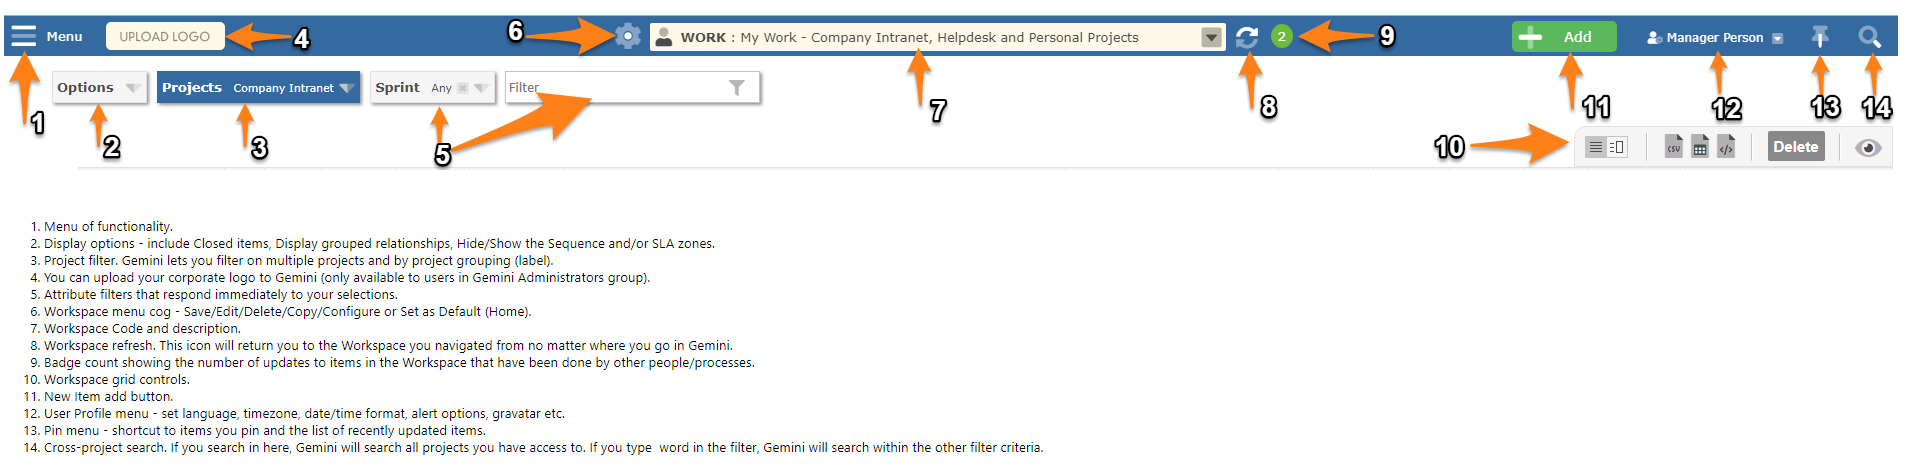 6
9
4
Menu
UPLOAD LOGO
WORK : My Work - Company Intranet, Helpdesk and Personal Projects
2
Add
Manager Person
Options
Projects Company Intranet
Sprint Any
Filter
1
2
3
5
7
8
11
12
13
14
10
CSV
</>
Delete
1. Menu of functionality.
2. Display options - include Closed items, Display grouped relationships, Hide/Show the Sequence and/or SLA zones.
3. Project filter. Gemini lets you filter on multiple projects and by project grouping (label).
4. You can upload your corporate logo to Gemini (only available to users in Gemini Administrators group).
5. Attribute filters that respond immediately to your selections.
6. Workspace menu cog - Save/Edit/Delete/Copy/Configure or Set as Default (Home).
7. Workspace Code and description.
8. Workspace refresh. This icon will return you to the Workspace you navigated from no matter where you go in Gemini.
9. Badge count showing the number of updates to items in the Workspace that have been done by other people/processes.
10. Workspace grid controls.
11. New Item add button.
12. User Profile menu - set language, timezone, date/time format, alert options, gravatar etc.
13. Pin menu - shortcut to items you pin and the list of recently updated items.
14. Cross-project search. If you search in here, Gemini will search all projects you have access to. If you type  word in the filter, Gemini will search within the other filter criteria.